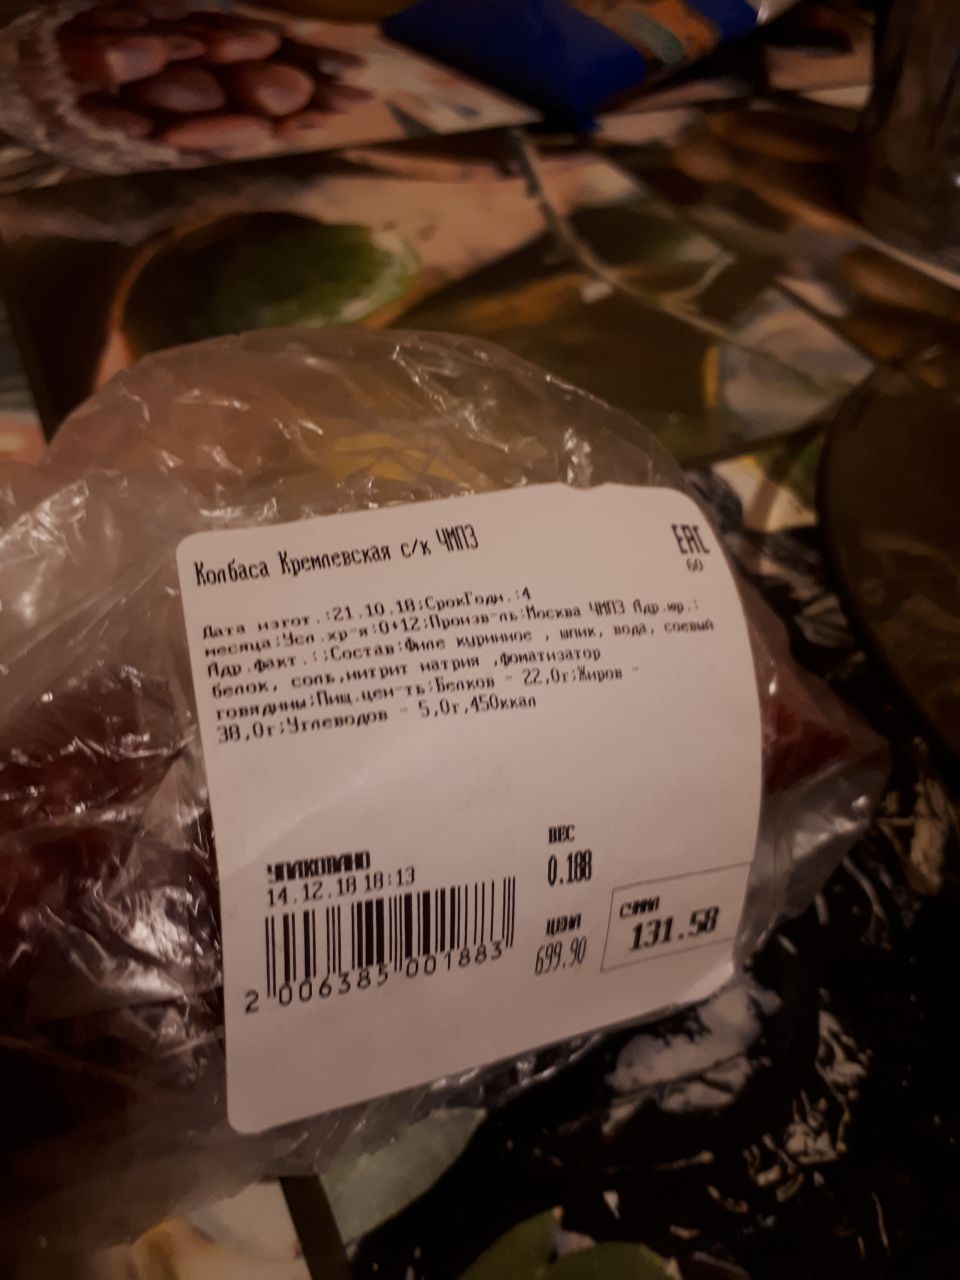 Колбаса Кремлевская с/к ЧМПЗ
EAC
60
Дата изгот.:21.10.18;СрокГодн.:4
месяца;Усл.хр-я:0+12;Произв-ль:Москва ЧМПЗ Адр.юр.:
Адр.факт.:;Состав:Филе куринное , шпик, вода, соевый
белок, соль,нитрит натрия ,фоматизатор
говядины;Пищ.цен-ть:Белков - 22,0г;Жиров -
38,0г;Углеводов - 5,0г,450ккал
УПАКОВАНО
14.12.18 18:13
2 006385 001883
ВЕС
0.188
ЦЕНА
699.90
СУММА
131.58